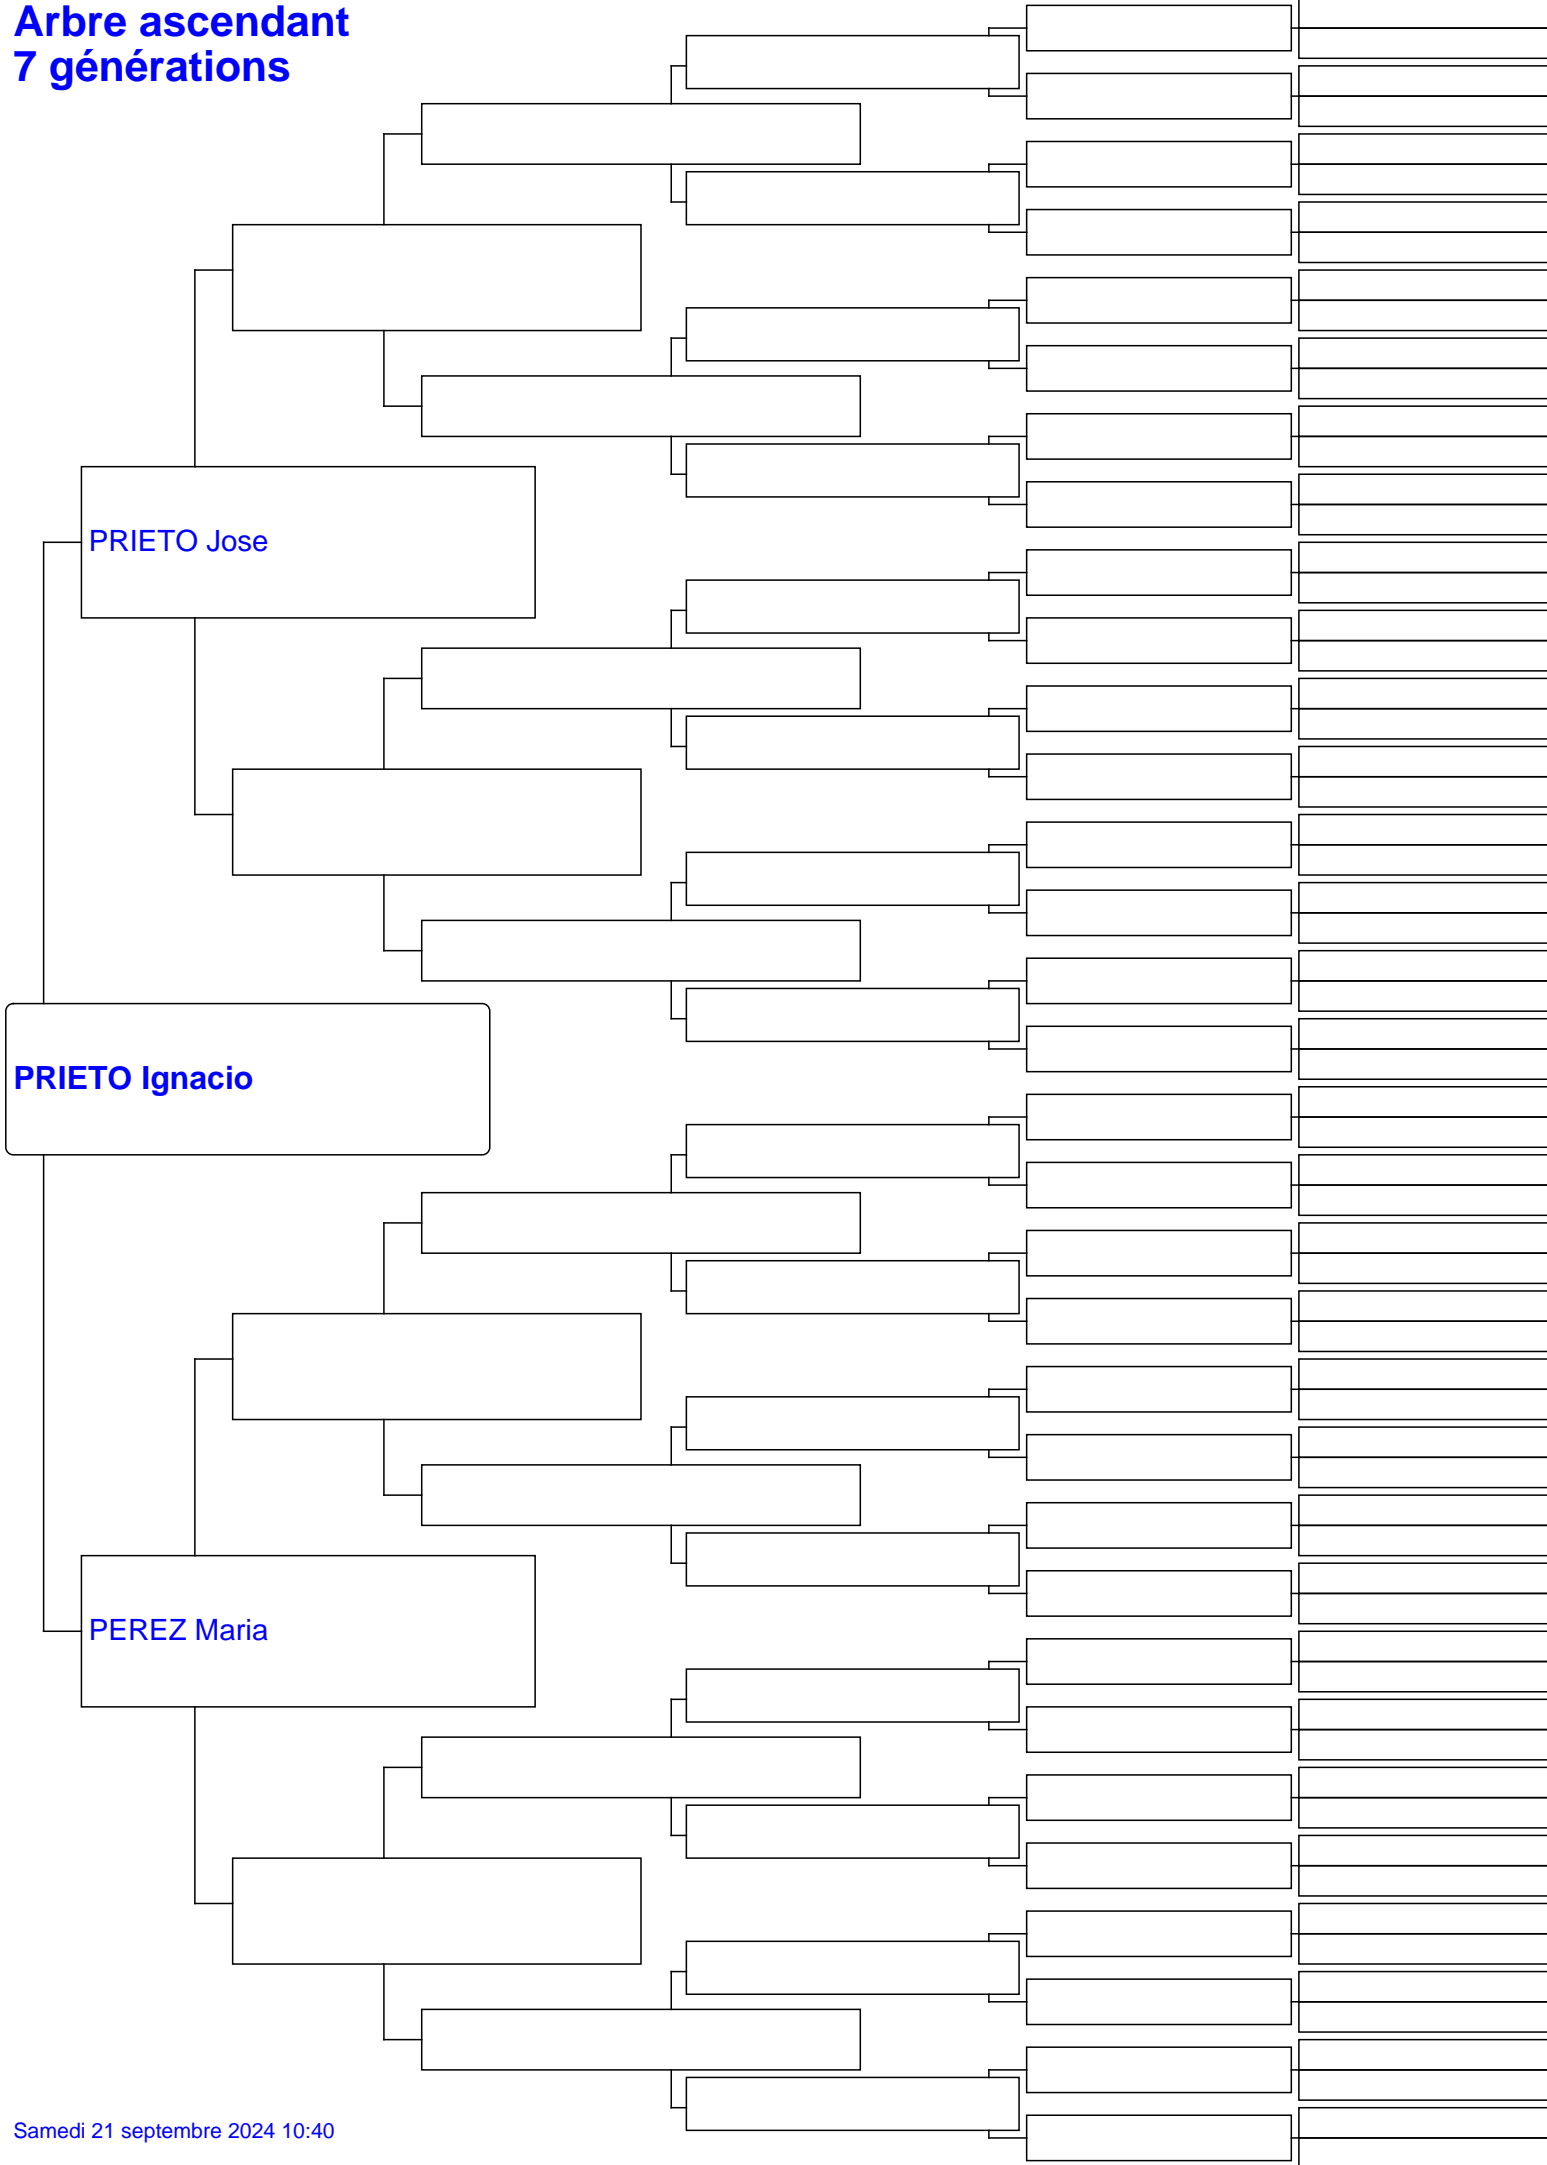 Arbre ascendant
7 générations
PRIETO Jose
PRIETO Ignacio
PEREZ Maria
Samedi 21 septembre 2024 10:40